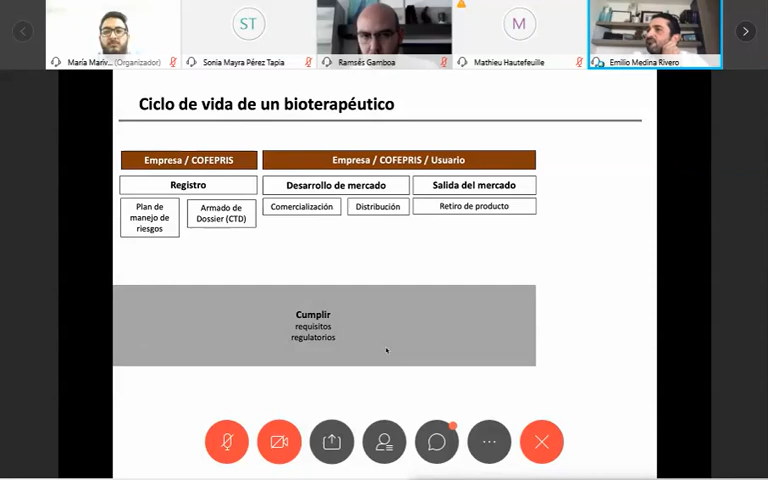 ST
M
María Mariv... (Organizador)
Sonia Mayra Pérez Tapia
Ramsés Gamboa
Mathieu Hautefeuille
Emilio Medina Rivero
Ciclo de vida de un bioterapéutico
Empresa / COFEPRIS
Empresa / COFEPRIS / Usuario
Registro
Desarrollo de mercado
Salida del mercado
Plan de
manejo de
riesgos
Armado de
Dossier (CTD)
Comercialización
Distribución
Retiro de producto
Cumplir
requisitos
regulatorios